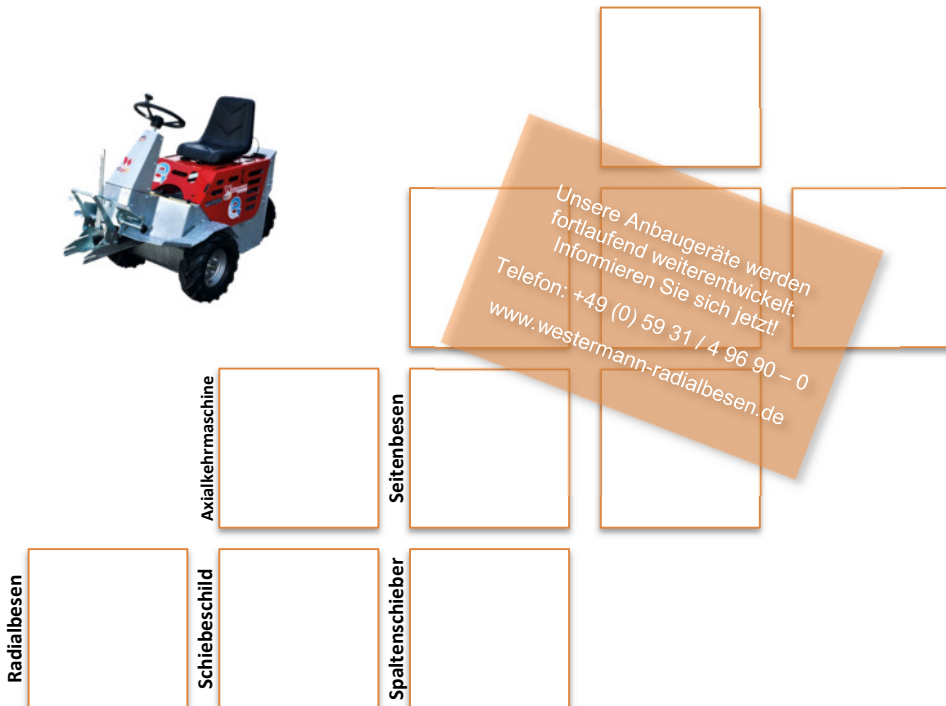 Unsere Anbaugeräte werden
fortlaufend weiterentwickelt.
Informieren Sie sich jetzt!
Telefon: +49 (0) 59 31 / 4 96 90 – 0
www.westermann-radialbesen.de
Axialkehrmaschine
Seitenbesen
Radialbesen
Schiebeschild
Spaltenschieber